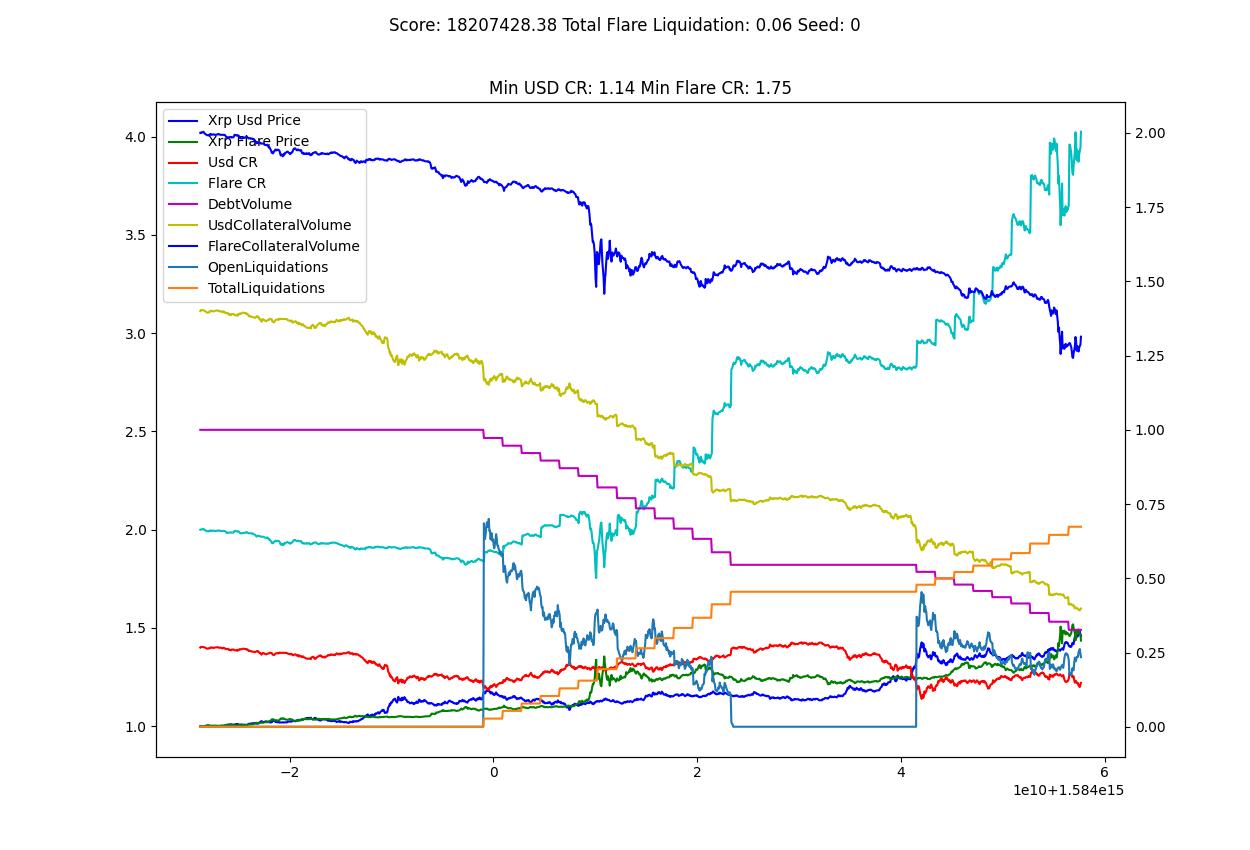 Score: 18207428.38 Total Flare Liquidation: 0.06 Seed: 0
Min USD CR: 1.14 Min Flare CR: 1.75
Xrp Usd Price
Xrp Flare Price
Usd CR
Flare CR
DebtVolume
UsdCollateralVolume
FlareCollateralVolume
OpenLiquidations
TotalLiquidations
4.0
3.5
3.0
2.5
2.0
1.5
1.0
2.00
1.75
1.50
1.25
1.00
0.75
0.50
0.25
0.00
−2 0 2 4 6
1e10+1.584e15